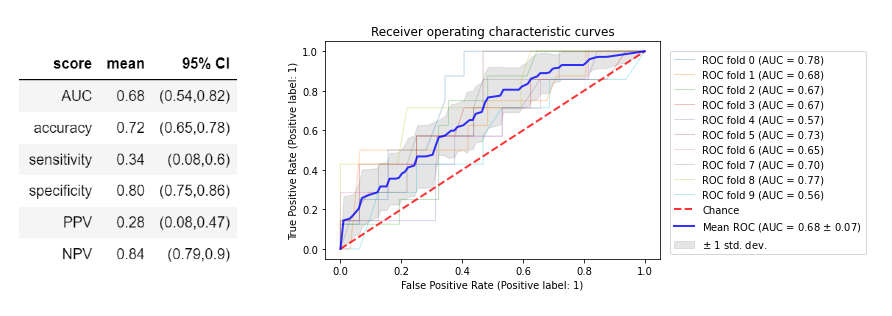 score mean 95% CI
AUC 0.68 (0.54,0.82)
accuracy 0.72 (0.65,0.78)
sensitivity 0.34 (0.08,0.6)
specificity 0.80 (0.75,0.86)
PPV 0.28 (0.08,0.47)
NPV 0.84 (0.79,0.9)
Receiver operating characteristic curves
True Positive Rate (Positive label: 1)
1.0
0.8
0.6
0.4
0.2
0.0
0.0 0.2 0.4 0.6 0.8 1.0
False Positive Rate (Positive label: 1)
ROC fold 0 (AUC = 0.78)
ROC fold 1 (AUC = 0.68)
ROC fold 2 (AUC = 0.67)
ROC fold 3 (AUC = 0.67)
ROC fold 4 (AUC = 0.57)
ROC fold 5 (AUC = 0.73)
ROC fold 6 (AUC = 0.65)
ROC fold 7 (AUC = 0.70)
ROC fold 8 (AUC = 0.77)
ROC fold 9 (AUC = 0.56)
Chance
Mean ROC (AUC = 0.68 ± 0.07)
± 1 std. dev.